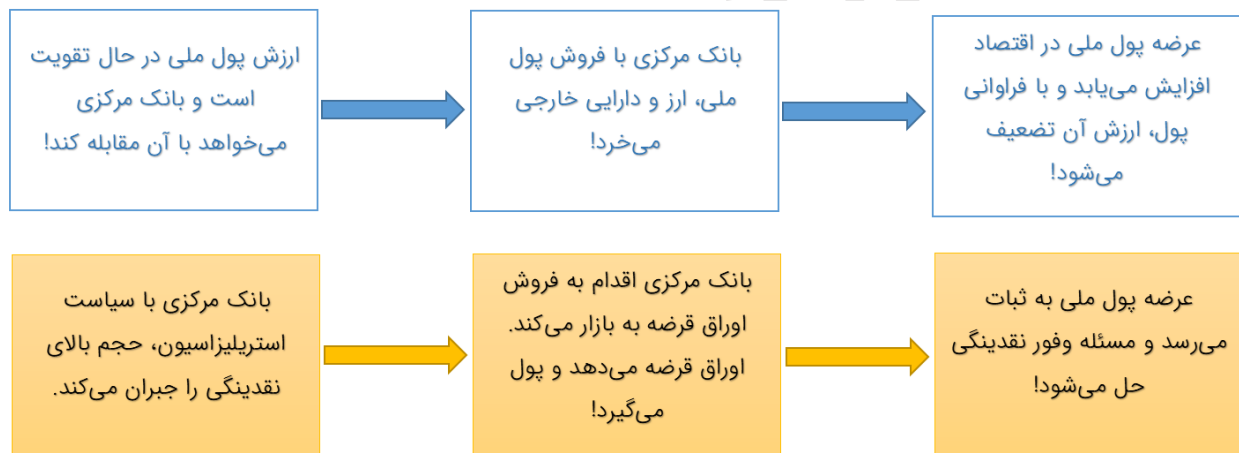 ارزش پول ملی در حال تقویت
است و بانک مرکزی
می‌خواهد با آن مقابله کند!
بانک مرکزی با فروش پول
ملی، ارز و دارایی خارجی
می‌خرد!
عرضه پول ملی در اقتصاد
افزایش می‌یابد و با فراوانی
پول، ارزش آن تضعیف
می‌شود!
بانک مرکزی با سیاست
استریلیزاسیون، حجم بالای
نقدینگی را جبران می‌کند.
بانک مرکزی اقدام به فروش
اوراق قرضه به بازار می‌کند.
اوراق قرضه می‌دهد و پول
می‌گیرد!
عرضه پول ملی به ثبات
می‌رسد و مسئله وفور نقدینگی
حل می‌شود!